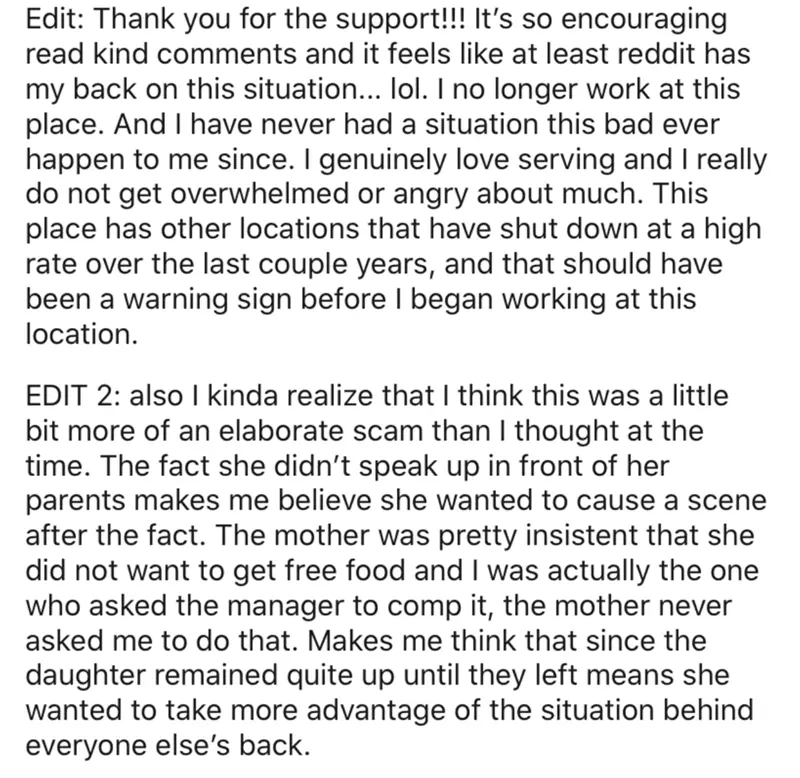 Edit: Thank you for the support!!! It’s so encouraging
read kind comments and it feels like at least reddit has
my back on this situation... lol. I no longer work at this
place. And I have never had a situation this bad ever
happen to me since. I genuinely love serving and I really
do not get overwhelmed or angry about much. This
place has other locations that have shut down at a high
rate over the last couple years, and that should have
been a warning sign before I began working at this
location.
EDIT 2: also I kinda realize that I think this was a little
bit more of an elaborate scam than I thought at the
time. The fact she didn’t speak up in front of her
parents makes me believe she wanted to cause a scene
after the fact. The mother was pretty insistent that she
did not want to get free food and I was actually the one
who asked the manager to comp it, the mother never
asked me to do that. Makes me think that since the
daughter remained quite up until they left means she
wanted to take more advantage of the situation behind
everyone else’s back.